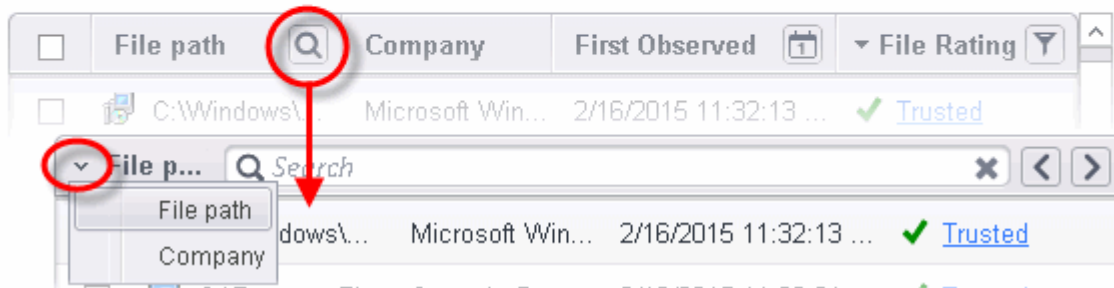 File path Company First Observed 1 File Rating
C:\Windows\... Microsoft Win... 2/16/2015 11:32:13 ... Trusted
File p... Search
File path
dows\... Microsoft Win... 2/16/2015 11:32:13 ... Trusted
Company